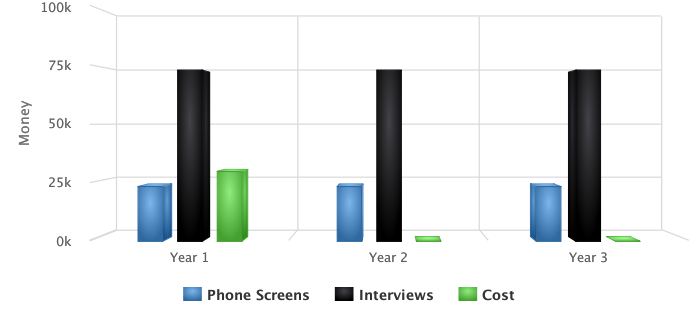 100k
75k
50k
25k
0k
Money
Year 1 Year 2 Year 3
Phone Screens Interviews Cost